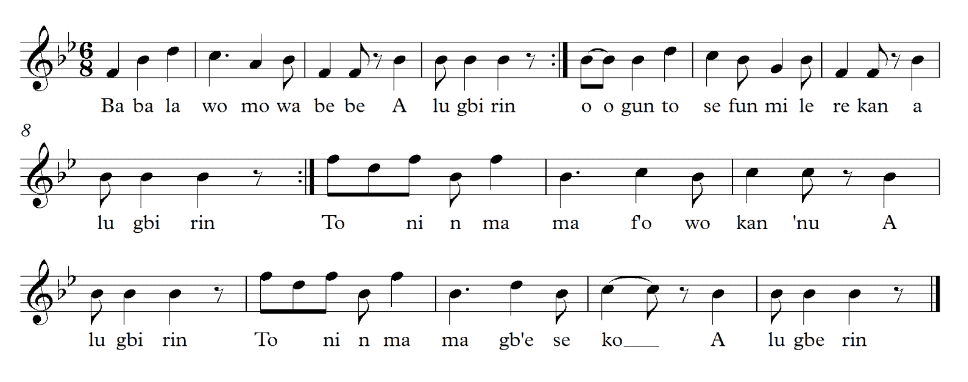 6
8
Ba ba la wo mo wa be be A lu gbi rin o o gun to se fun mi le re kan a
8
lu gbi rin To ni n ma ma f'o wo kan 'nu A
lu gbi rin To ni n ma ma gb'e se ko___ A lu gbe rin